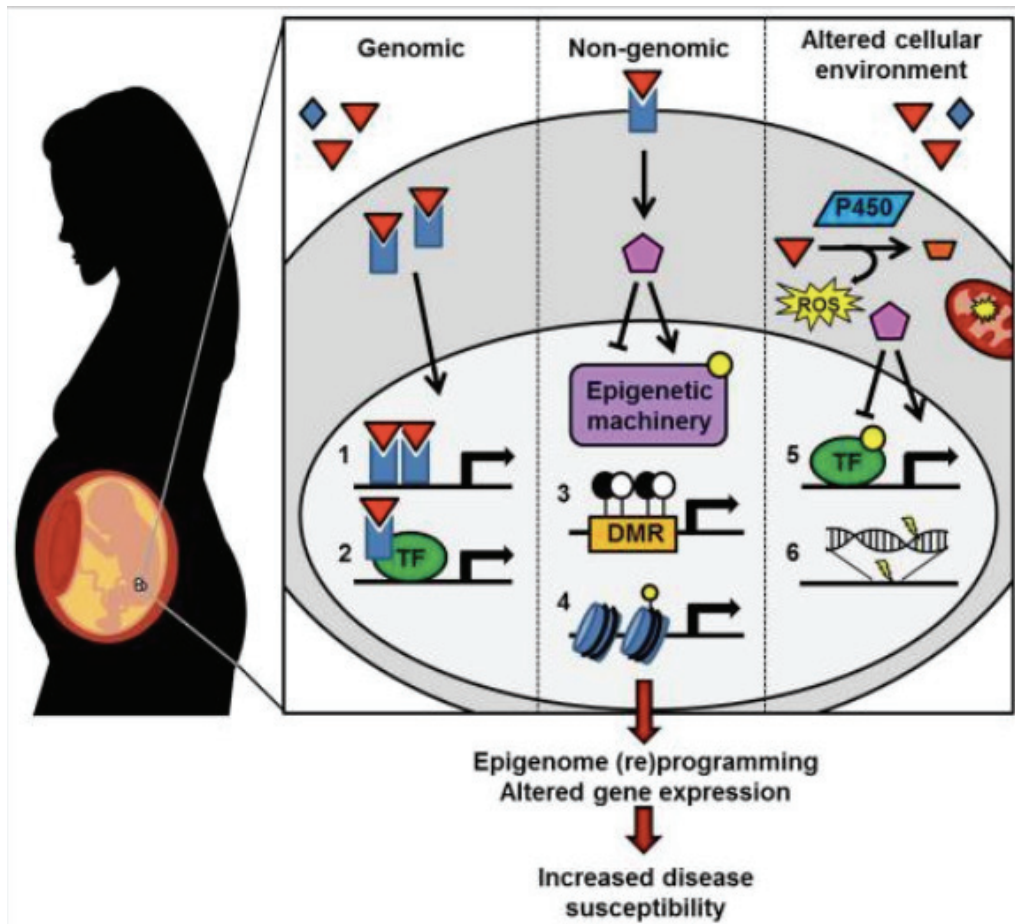 Genomic
Non-genomic
Altered cellular
environment
P450
ROS
Epigenetic
machinery
1
2
TF
3
DMR
4
5
TF
6
Epigenome (re)programming
Altered gene expression
Increased disease
susceptibility